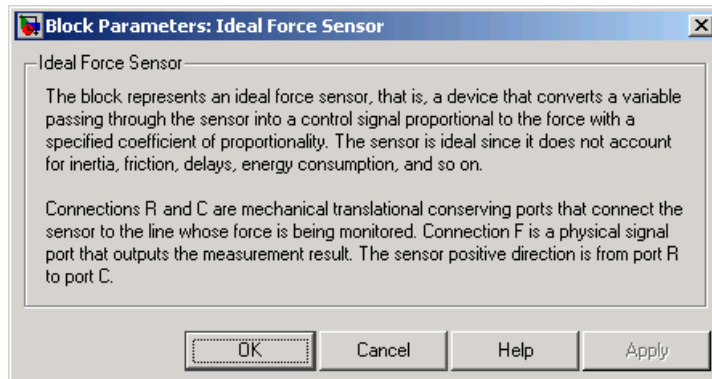 Block Parameters: Ideal Force Sensor
Ideal Force Sensor
The block represents an ideal force sensor, that is, a device that converts a variable
passing through the sensor into a control signal proportional to the force with a
specified coefficient of proportionality. The sensor is ideal since it does not account
for inertia, friction, delays, energy consumption, and so on.
Connections R and C are mechanical translational conserving ports that connect the
sensor to the line whose force is being monitored. Connection F is a physical signal
port that outputs the measurement result. The sensor positive direction is from port R
to port C.
OK Cancel Help Apply